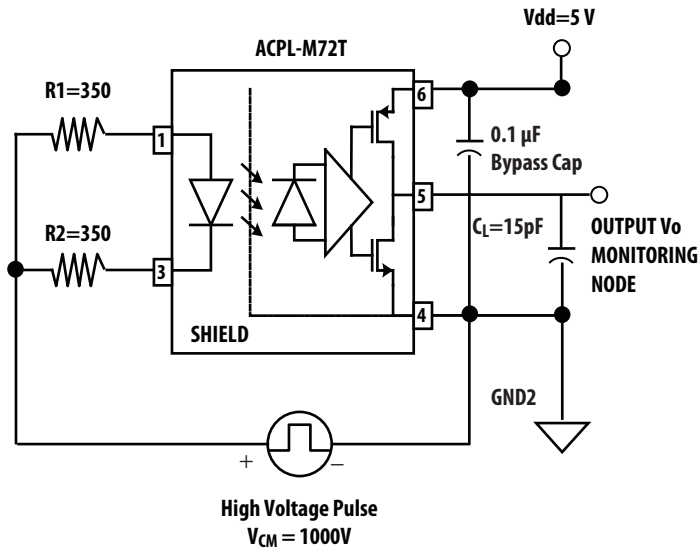 Vdd=5 V
ACPL-M72T
R1=350
6
1
0.1 µF
Bypass Cap
5
R2=350
CL=15pF
OUTPUT Vo
MONITORING
NODE
3
4
SHIELD
GND2
+
−
High Voltage Pulse
VCM = 1000V